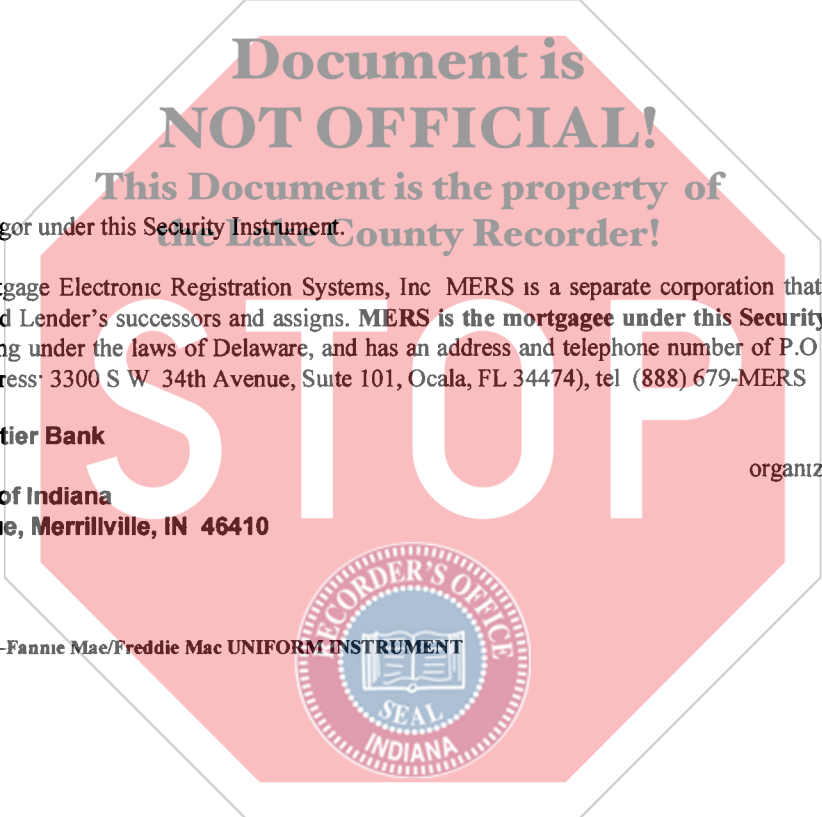 Document is
NOT OFFICIAL!
This Document is the property of
the Lake County Recorder!
gor under this Security Instrument.
tgage Electronic Registration Systems, Inc MERS is a separate corporation that
d Lender's successors and assigns. MERS is the mortgagee under this Security
ng under the laws of Delaware, and has an address and telephone number of P.O
ress 3300 S W 34th Avenue, Suite 101, Ocala, FL 34474), tel (888) 679-MERS
tier Bank
organiz
of Indiana
e, Merrillville, IN 46410
STOP
-Fannie Mae/Freddie Mac UNIFORM INSTRUMENT
RECORDER'S OFFICE
SEAL
INDIANA